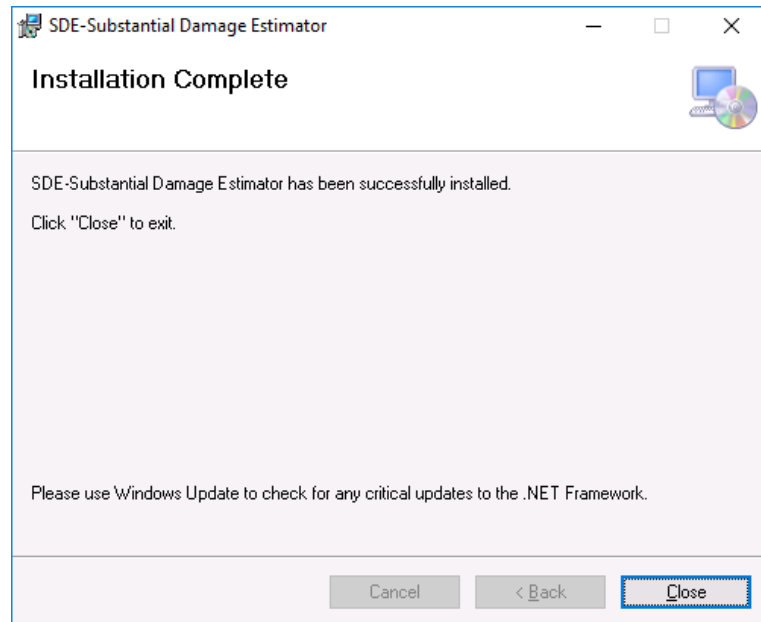 SDE-Substantial Damage Estimator
Installation Complete
SDE-Substantial Damage Estimator has been successfully installed.
Click "Close" to exit.
Please use Windows Update to check for any critical updates to the .NET Framework.
Cancel < Back Close